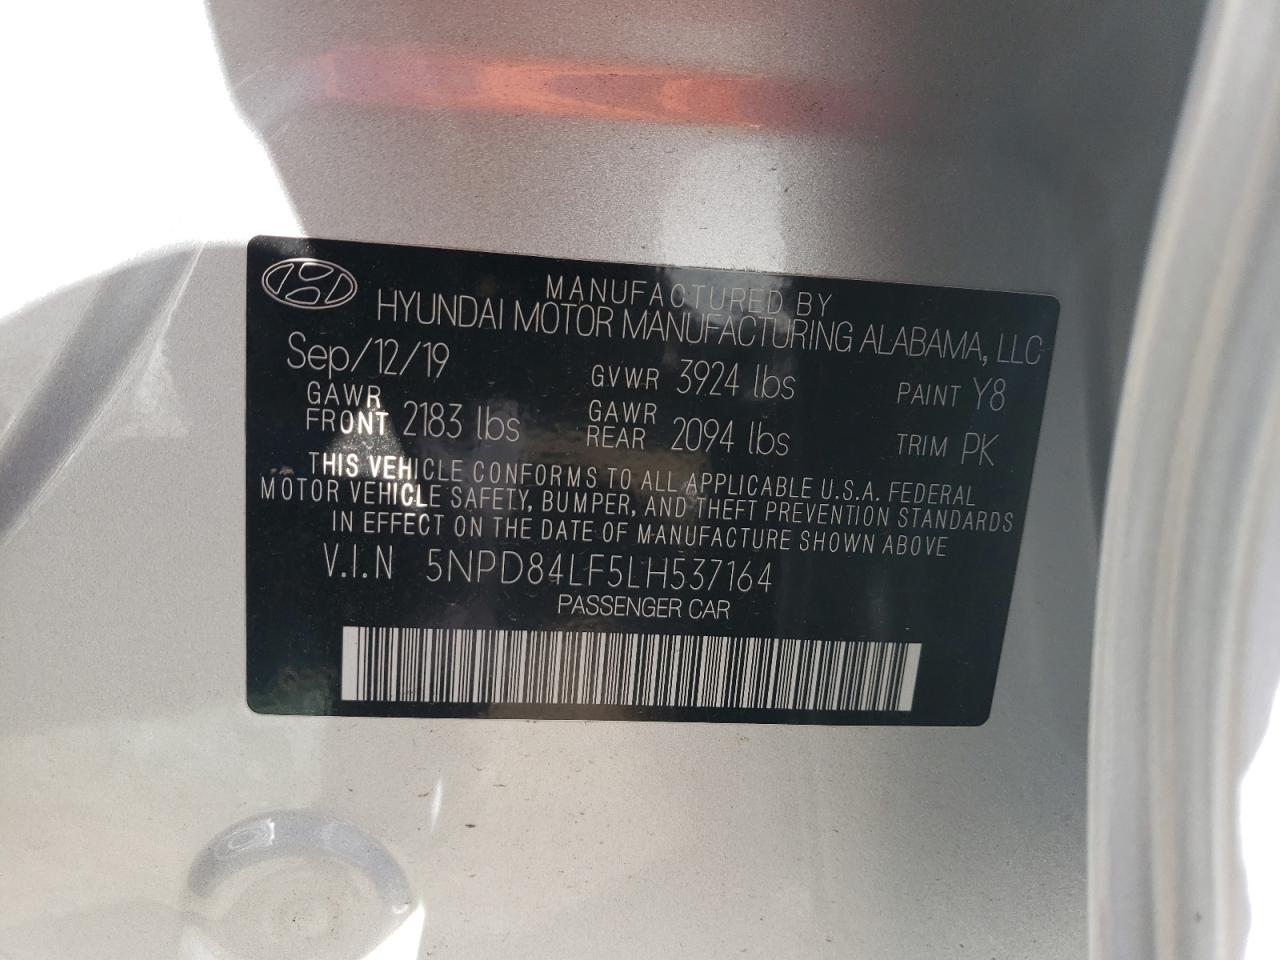 MANUFACTURED BY
HYUNDAI MOTOR MANUFACTURING ALABAMA, LLC
Sep/12/19 GVWR 3924 lbs PAINT Y8
GAWR FRONT 2183 lbs GAWR REAR 2094 lbs TRIM PK
THIS VEHICLE CONFORMS TO ALL APPLICABLE U.S.A. FEDERAL
MOTOR VEHICLE SAFETY, BUMPER, AND THEFT PREVENTION STANDARDS
IN EFFECT ON THE DATE OF MANUFACTURE SHOWN ABOVE
V.I.N 5NPD84LF5LH537164
PASSENGER CAR